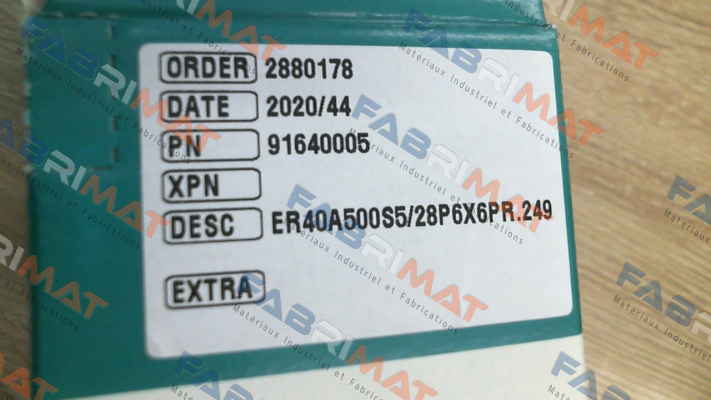 ORDER 2880178
DATE 2020/44
PN 91640005
XPN
DESC ER40A500S5/28P6X6PR.249
EXTRA
FABRIMAT
Materiaux Industriel et Fabrications